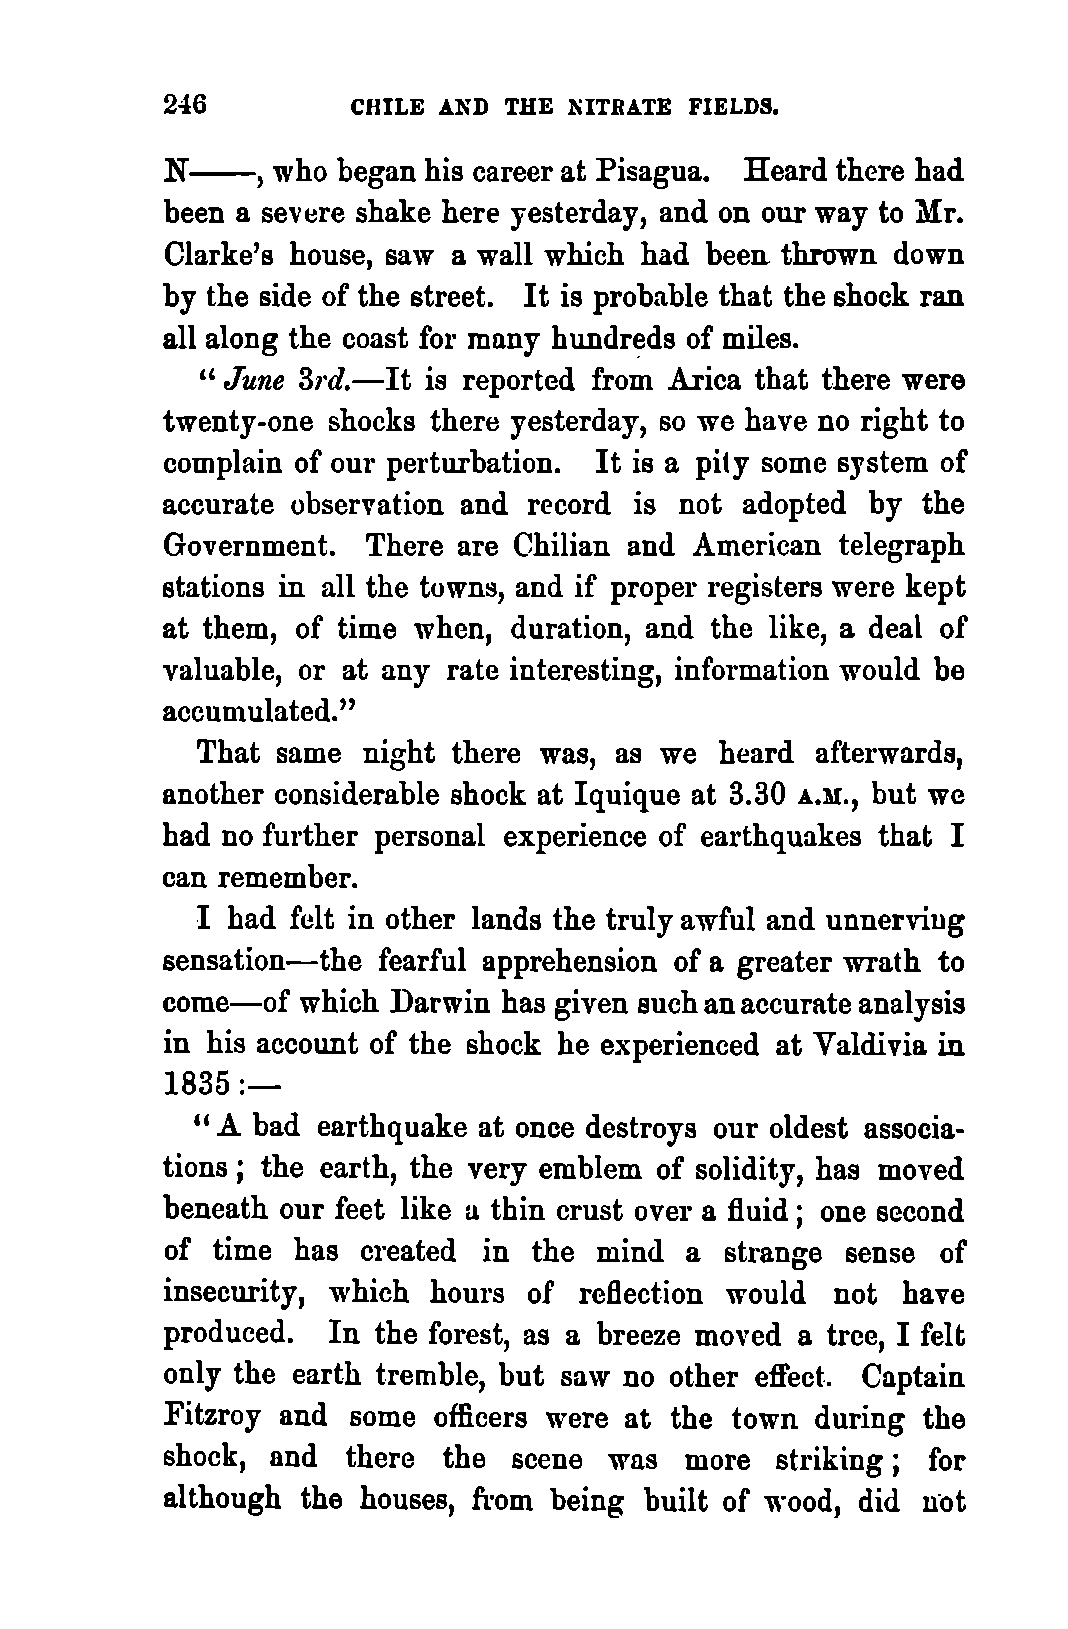 246 CHILE AND THE NITRATE FIELDS.
N——, who began his career at Pisagua. Heard there had
been a severe shake here yesterday, and on our way to Mr.
Clarke's house, saw a wall which had been thrown down
by the side of the street. It is probable that the shock ran
all along the coast for many hundreds of miles.
“ June 3rd.—It is reported from Arica that there were
twenty-one shocks there yesterday, so we have no right to
complain of our perturbation. It is a pity some system of
accurate observation and record is not adopted by the
Government. There are Chilian and American telegraph
stations in all the towns, and if proper registers were kept
at them, of time when, duration, and the like, a deal of
valuable, or at any rate interesting, information would be
accumulated.”
That same night there was, as we heard afterwards,
another considerable shock at Iquique at 3.30 A.M., but we
had no further personal experience of earthquakes that I
can remember.
I had felt in other lands the truly awful and unnerving
sensation—the fearful apprehension of a greater wrath to
come—of which Darwin has given such an accurate analysis
in his account of the shock he experienced at Valdivia in
1835 :—
“ A bad earthquake at once destroys our oldest associa-
tions ; the earth, the very emblem of solidity, has moved
beneath our feet like a thin crust over a fluid ; one second
of time has created in the mind a strange sense of
insecurity, which hours of reflection would not have
produced. In the forest, as a breeze moved a tree, I felt
only the earth tremble, but saw no other effect. Captain
Fitzroy and some officers were at the town during the
shock, and there the scene was more striking ; for
although the houses, from being built of wood, did not